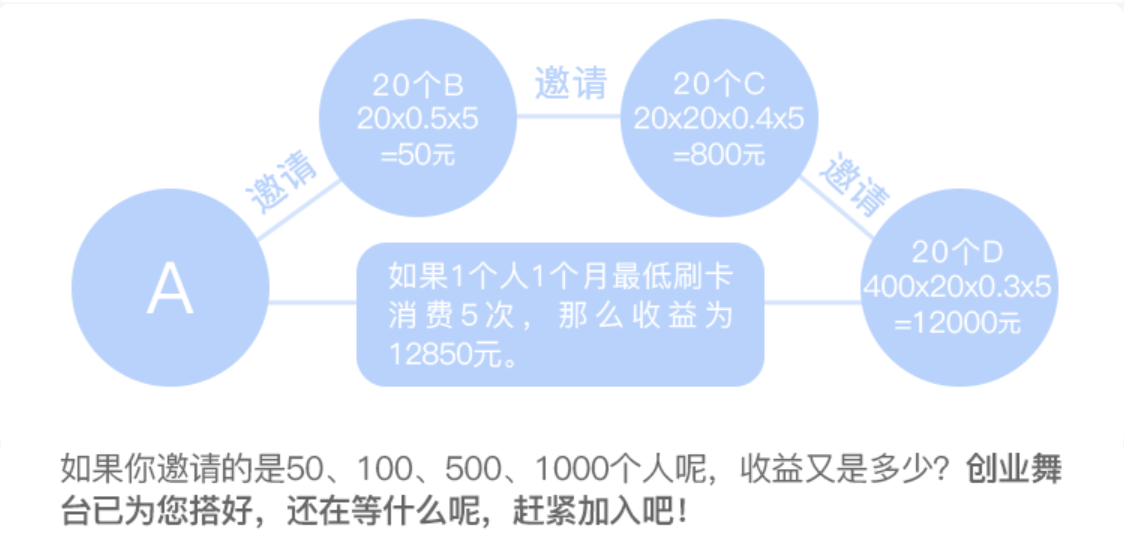 20个B
20x0.5x5
=50元
邀请
20个C
20x20x0.4x5
=800元
邀请
邀请
A
如果1个人1个月最低刷卡
消费5次，那么收益为
12850元。
20个D
400x20x0.3x5
=12000元
如果你邀请的是50、100、500、1000个人呢，收益又是多少？创业舞
台已为您搭好，还在等什么呢，赶紧加入吧！